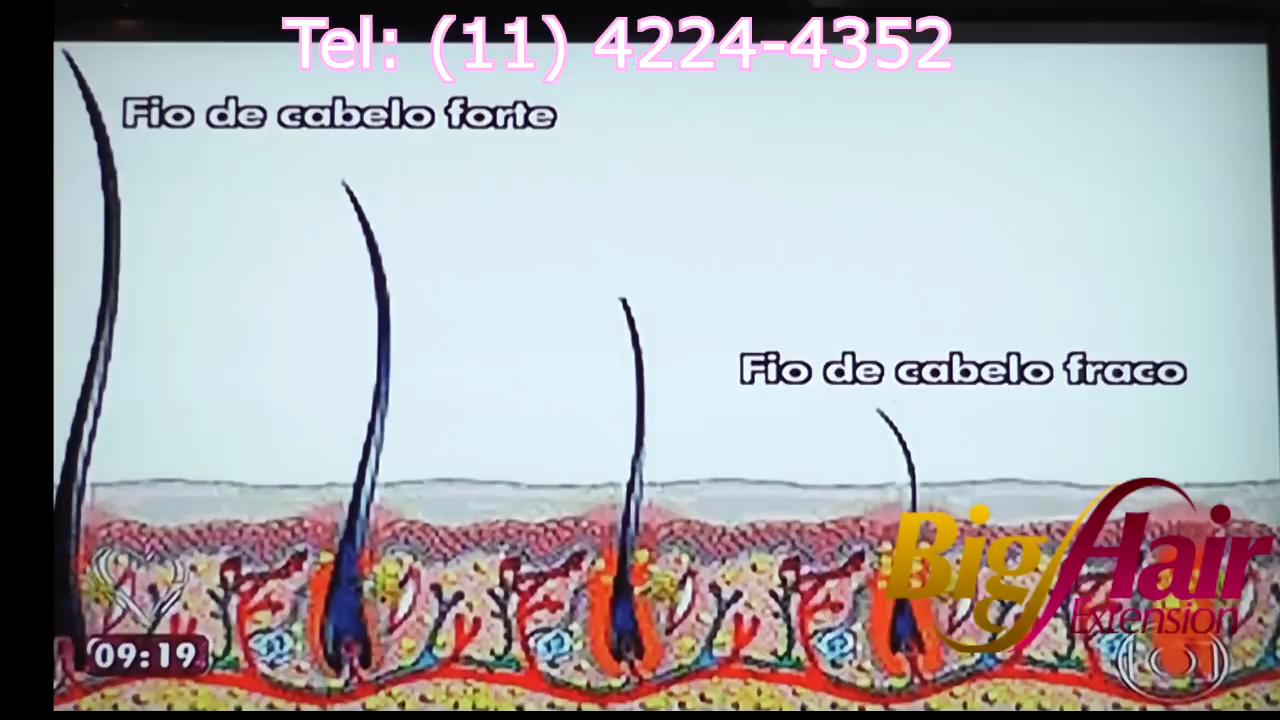 Tel: (11) 4224-4352
Fio de cabelo forte
Fio de cabelo fraco
Big Hair
Extension
09:19